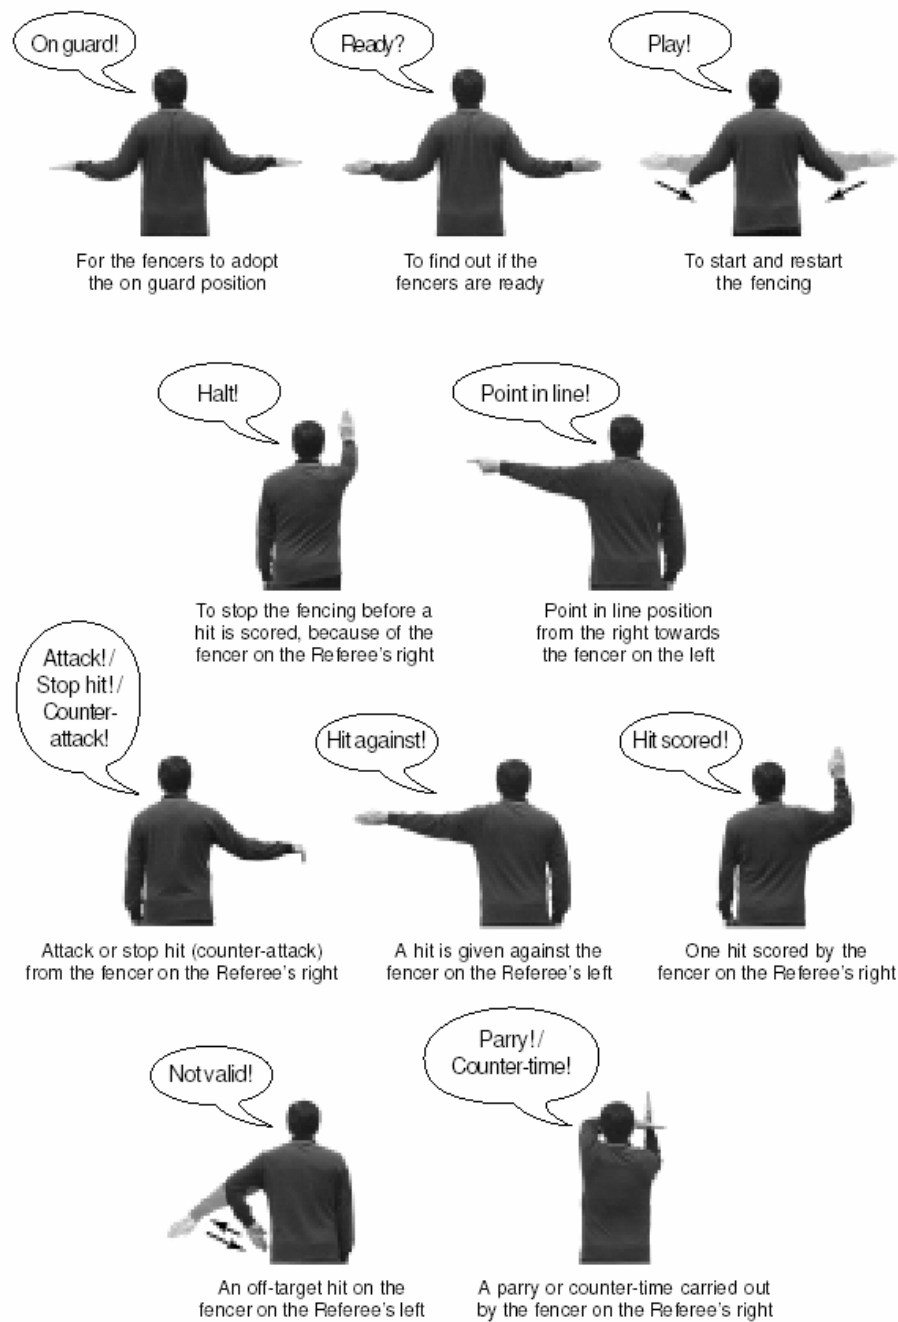 On guard!
Ready?
Play!
For the fencers to adopt
the on guard position
To find out if the
fencers are ready
To start and restart
the fencing
Halt!
Point in line!
To stop the fencing before a
hit is scored, because of the
fencer on the Referee's right
Point in line position
from the right towards
the fencer on the left
Attack! /
Stop hit! /
Counter-
attack!
Hit against!
Hit scored!
Attack or stop hit (counter-attack)
from the fencer on the Referee's right
A hit is given against the
fencer on the Referee's left
One hit scored by the
fencer on the Referee's right
Not valid!
Parry! /
Counter-time!
An off-target hit on the
fencer on the Referee's left
A parry or counter-time carried out
by the fencer on the Referee's right